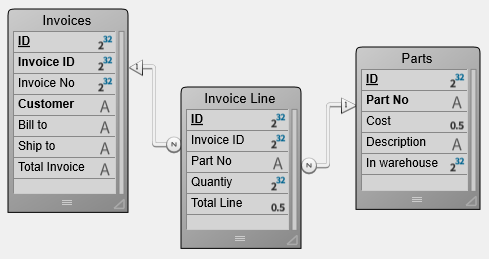 Invoices
ID 2^32
Invoice ID 2^32
Invoice No 2^32
Customer A
Bill to A
Ship to A
Total Invoice A
1
N
Invoice Line
ID 2^32
Invoice ID 2^32
Part No A
Quantiy 2^32
Total Line 0.5
N
1
Parts
ID 2^32
Part No A
Cost 0.5
Description A
In warehouse 2^32